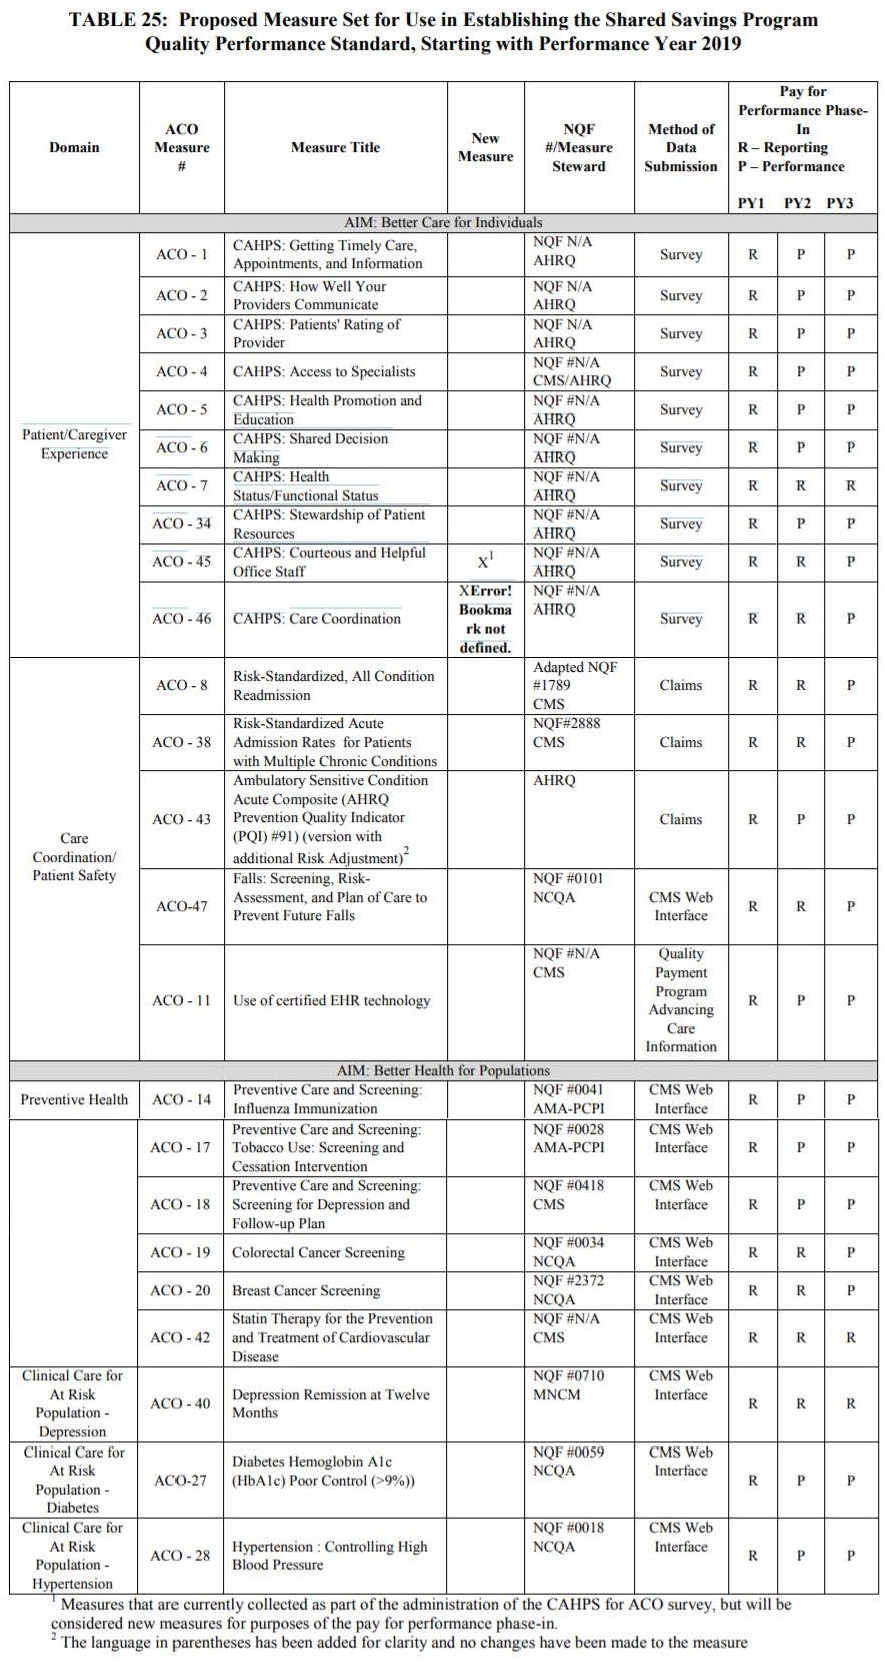 TABLE 25: Proposed Measure Set for Use in Establishing the Shared Savings Program
Quality Performance Standard, Starting with Performance Year 2019
Domain
ACO
Measure
#
Measure Title
New
Measure
NQF
#/Measure
Steward
Method of
Data
Submission
Pay for
Performance Phase-
In
R – Reporting
P – Performance
PY1 PY2 PY3
AIM: Better Care for Individuals
Patient/Caregiver
Experience
ACO - 1
CAHPS: Getting Timely Care,
Appointments, and Information
NQF N/A
AHRQ
Survey
R P P
ACO - 2
CAHPS: How Well Your
Providers Communicate
NQF N/A
AHRQ
Survey
R P P
ACO - 3
CAHPS: Patients' Rating of
Provider
NQF N/A
AHRQ
Survey
R P P
ACO - 4
CAHPS: Access to Specialists
NQF #N/A
CMS/AHRQ
Survey
R P P
ACO - 5
CAHPS: Health Promotion and
Education
NQF #N/A
AHRQ
Survey
R P P
ACO - 6
CAHPS: Shared Decision
Making
NQF #N/A
AHRQ
Survey
R P P
ACO - 7
CAHPS: Health
Status/Functional Status
NQF #N/A
AHRQ
Survey
R R R
ACO - 34
CAHPS: Stewardship of Patient
Resources
NQF #N/A
AHRQ
Survey
R P P
ACO - 45
CAHPS: Courteous and Helpful
Office Staff
X1
NQF #N/A
AHRQ
Survey
R R P
ACO - 46
CAHPS: Care Coordination
XError!
Bookma
rk not
defined.
NQF #N/A
AHRQ
Survey
R R P
Care
Coordination/
Patient Safety
ACO - 8
Risk-Standardized, All Condition
Readmission
Adapted NQF
#1789
CMS
Claims
R R P
ACO - 38
Risk-Standardized Acute
Admission Rates for Patients
with Multiple Chronic Conditions
NQF#2888
CMS
Claims
R R P
ACO - 43
Ambulatory Sensitive Condition
Acute Composite (AHRQ
Prevention Quality Indicator
(PQI) #91) (version with
additional Risk Adjustment)2
AHRQ
Claims
R P P
ACO-47
Falls: Screening, Risk-
Assessment, and Plan of Care to
Prevent Future Falls
NQF #0101
NCQA
CMS Web
Interface
R R P
ACO - 11
Use of certified EHR technology
NQF #N/A
CMS
Quality
Payment
Program
Advancing
Care
Information
R P P
AIM: Better Health for Populations
Preventive Health
ACO - 14
Preventive Care and Screening:
Influenza Immunization
NQF #0041
AMA-PCPI
CMS Web
Interface
R P P
ACO - 17
Preventive Care and Screening:
Tobacco Use: Screening and
Cessation Intervention
NQF #0028
AMA-PCPI
CMS Web
Interface
R P P
ACO - 18
Preventive Care and Screening:
Screening for Depression and
Follow-up Plan
NQF #0418
CMS
CMS Web
Interface
R P P
ACO - 19
Colorectal Cancer Screening
NQF #0034
NCQA
CMS Web
Interface
R R P
ACO - 20
Breast Cancer Screening
NQF #2372
NCQA
CMS Web
Interface
R R P
ACO - 42
Statin Therapy for the Prevention
and Treatment of Cardiovascular
Disease
NQF #N/A
CMS
CMS Web
Interface
R R R
Clinical Care for
At Risk
Population -
Depression
ACO - 40
Depression Remission at Twelve
Months
NQF #0710
MNCM
CMS Web
Interface
R R R
Clinical Care for
At Risk
Population -
Diabetes
ACO-27
Diabetes Hemoglobin A1c
(HbA1c) Poor Control (>9%))
NQF #0059
NCQA
CMS Web
Interface
R P P
Clinical Care for
At Risk
Population -
Hypertension
ACO - 28
Hypertension : Controlling High
Blood Pressure
NQF #0018
NCQA
CMS Web
Interface
R P P
1 Measures that are currently collected as part of the administration of the CAHPS for ACO survey, but will be
considered new measures for purposes of the pay for performance phase-in.
2 The language in parentheses has been added for clarity and no changes have been made to the measure